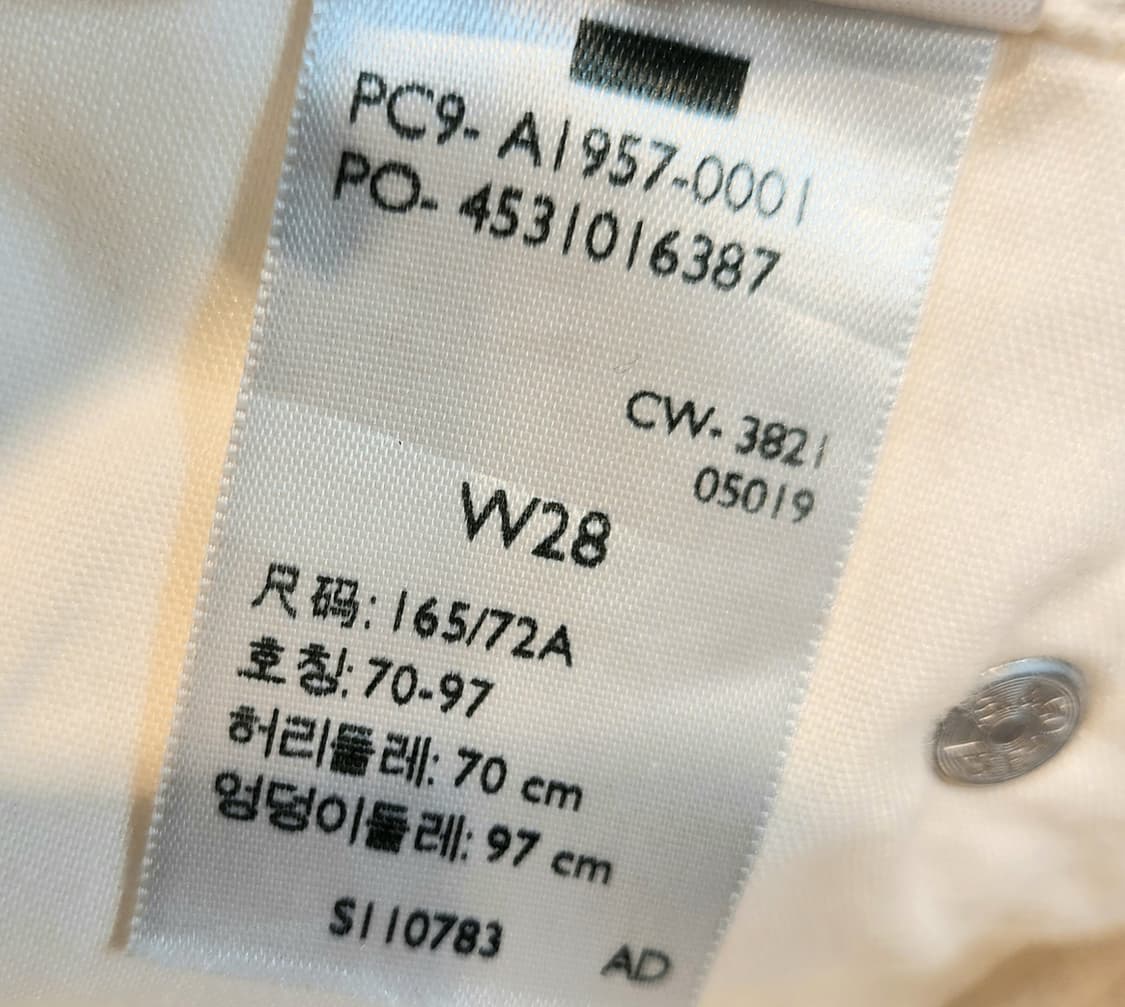 PC9- A1957-0001
PO- 4531016387
CW- 3821
05019
W28
尺码: 165/72A
호칭: 70-97
허리둘레: 70 cm
엉덩이둘레: 97 cm
S110783
AD